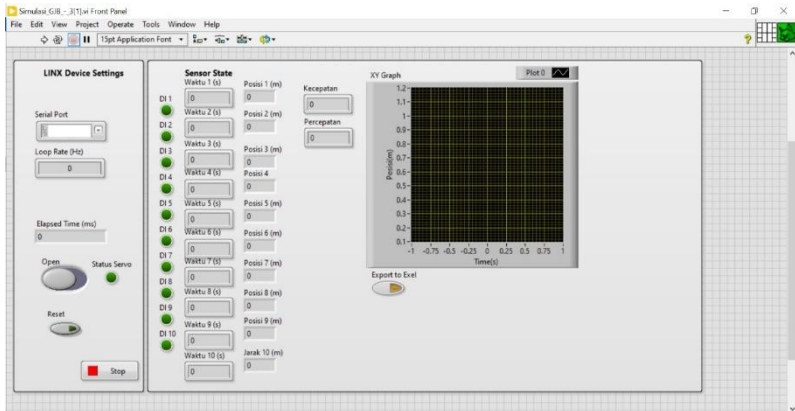 Simulasi_GJB_-_3[1].vi Front Panel
File Edit View Project Operate Tools Window Help
15pt Application Font
LINX Device Settings
Serial Port
Loop Rate (Hz)
0
Elapsed Time (ms)
0
Open
Status Servo
Reset
Stop
Sensor State
Waktu 1 (s) Posisi 1 (m)
DI 1
0 0
Waktu 2 (s) Posisi 2 (m)
DI 2
0 0
Waktu 3 (s) Posisi 3 (m)
DI 3
0 0
Waktu 4 (s) Posisi 4
DI 4
0 0
DI 5 Waktu 5 (s) Posisi 5 (m)
0 0
DI 6 Waktu 6 (s) Posisi 6 (m)
0 0
DI 7 Waktu 7 (s) Posisi 7 (m)
0 0
DI 8
Waktu 8 (s) Posisi 8 (m)
0 0
DI 9
Waktu 9 (s) Posisi 9 (m)
DI 10
0 0
Waktu 10 (s) Jarak 10 (m)
0 0
Kecepatan
0
Percepatan
0
XY Graph
Plot 0
Posisi(m)
1.2
1.1
1
0.9
0.8
0.7
0.6
0.5
0.4
0.3
0.2
0.1
-1 -0.75 -0.5 -0.25 0 0.25 0.5 0.75 1
Time(s)
Export to Exel